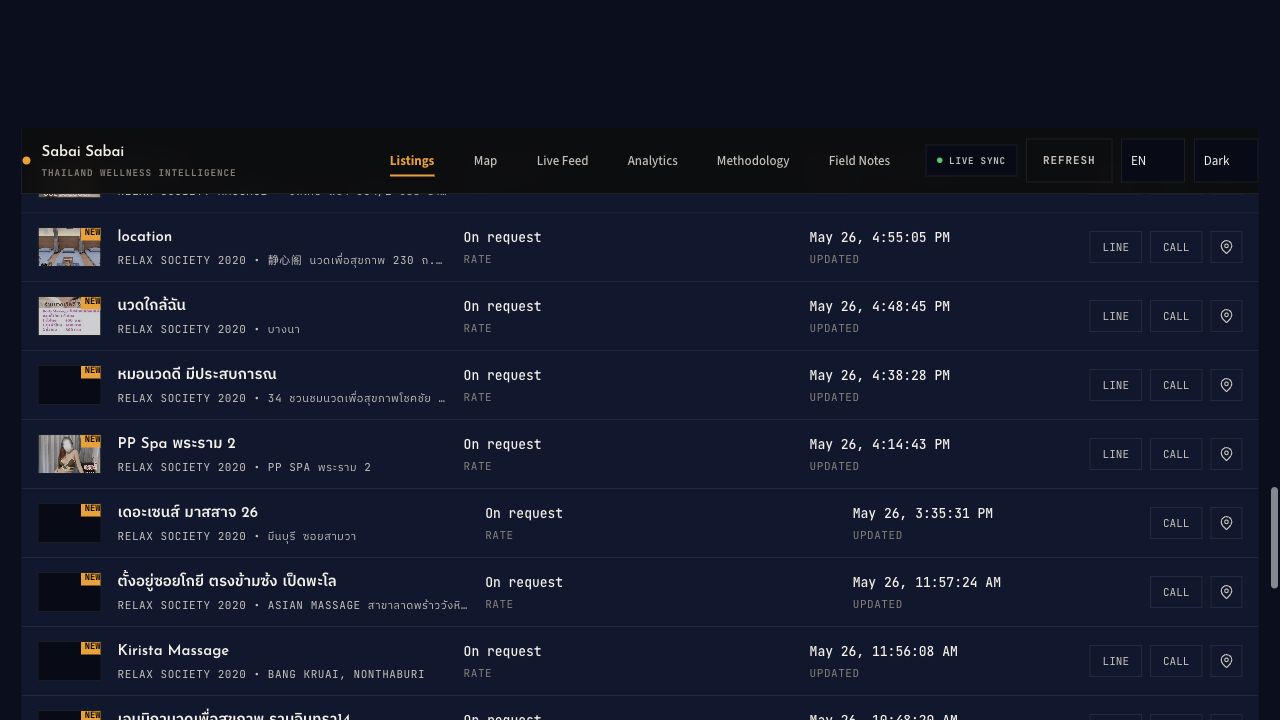 Sabai Sabai
THAILAND WELLNESS INTELLIGENCE
Listings
Map
Live Feed
Analytics
Methodology
Field Notes
LIVE SYNC
REFRESH
EN
Dark
NEW
location
RELAX SOCIETY 2020 • 静心阁 นวดเพื่อสุขภาพ 230 ถ.…
On request
RATE
May 26, 4:55:05 PM
UPDATED
LINE
CALL
NEW
นวดใกล้ฉัน
RELAX SOCIETY 2020 • บางนา
On request
RATE
May 26, 4:48:45 PM
UPDATED
LINE
CALL
NEW
หมอนวดดี มีประสบการณ
RELAX SOCIETY 2020 • 34 ชวนชมนวดเพื่อสุขภาพโชคชัย …
On request
RATE
May 26, 4:38:28 PM
UPDATED
LINE
CALL
NEW
PP Spa พระราม 2
RELAX SOCIETY 2020 • PP SPA พระราม 2
On request
RATE
May 26, 4:14:43 PM
UPDATED
LINE
CALL
NEW
เดอะเซนส์ มาสสาจ 26
RELAX SOCIETY 2020 • มีนบุรี ซอยสามวา
On request
RATE
May 26, 3:35:31 PM
UPDATED
CALL
NEW
ตั้งอยู่ซอยโกยี ตรงข้ามซ้ง เป็ดพะโล
RELAX SOCIETY 2020 • ASIAN MASSAGE สาขาลาดพร้าววังหิ…
On request
RATE
May 26, 11:57:24 AM
UPDATED
CALL
NEW
Kirista Massage
RELAX SOCIETY 2020 • BANG KRUAI, NONTHABURI
On request
RATE
May 26, 11:56:08 AM
UPDATED
LINE
CALL
NEW
On request
May 26, 10:48:20 AM